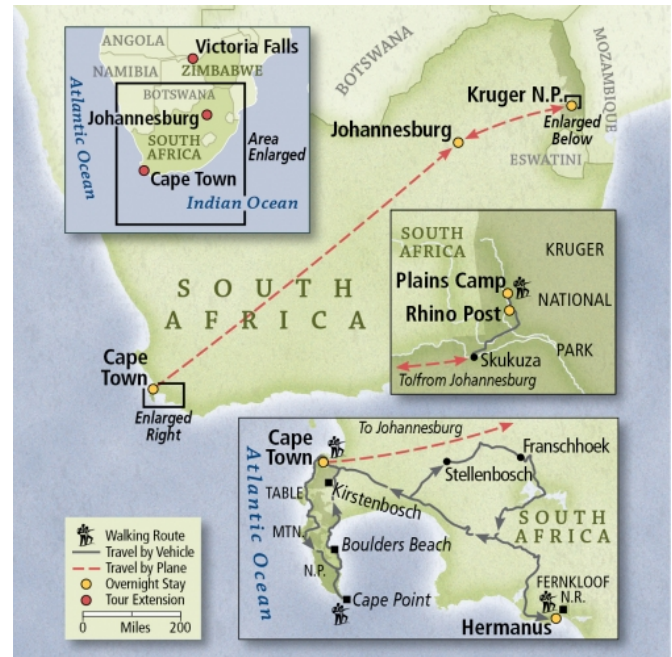 ANGOLA
Victoria Falls
NAMIBIA
ZIMBABWE
BOTSWANA
Johannesburg
SOUTH
AFRICA
Area
Enlarged
Cape Town
Atlantic Ocean
Indian Ocean
BOTSWANA
MOZAMBIQUE
Kruger N.P.
Enlarged
Below
Johannesburg
ESWATINI
SOUTH
AFRICA
Cape
Town
Enlarged
Right
SOUTH
AFRICA
KRUGER
Plains Camp
NATIONAL
Rhino Post
PARK
Skukuza
To/from Johannesburg
To Johannesburg
Cape
Town
Franschhoek
Stellenbosch
Kirstenbosch
Atlantic Ocean
TABLE
MTN.
N.P.
SOUTH
AFRICA
Boulders Beach
Cape Point
FERNKLOOF
N.R.
Hermanus
Walking Route
Travel by Vehicle
Travel by Plane
Overnight Stay
Tour Extension
0 Miles 200